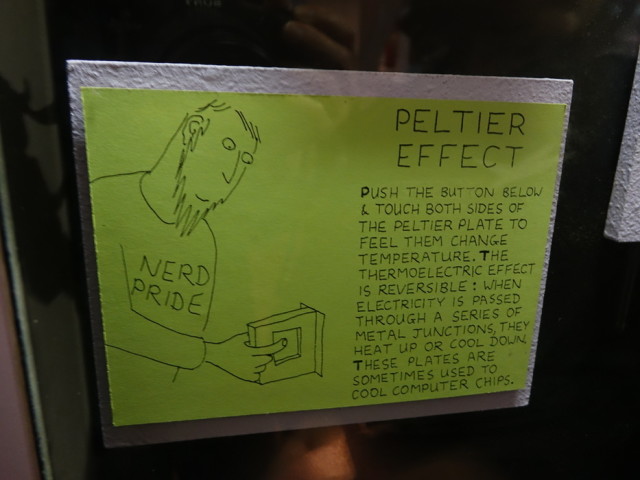 PELTIER
EFFECT
PUSH THE BUTTON BELOW
& TOUCH BOTH SIDES OF
THE PELTIER PLATE TO
FEEL THEM CHANGE
TEMPERATURE. THE
THERMOELECTRIC EFFECT
IS REVERSIBLE: WHEN
ELECTRICITY IS PASSED
THROUGH A SERIES OF
METAL JUNCTIONS, THEY
HEAT UP OR COOL DOWN.
THESE PLATES ARE
SOMETIMES USED TO
COOL COMPUTER CHIPS.
NERD
PRIDE